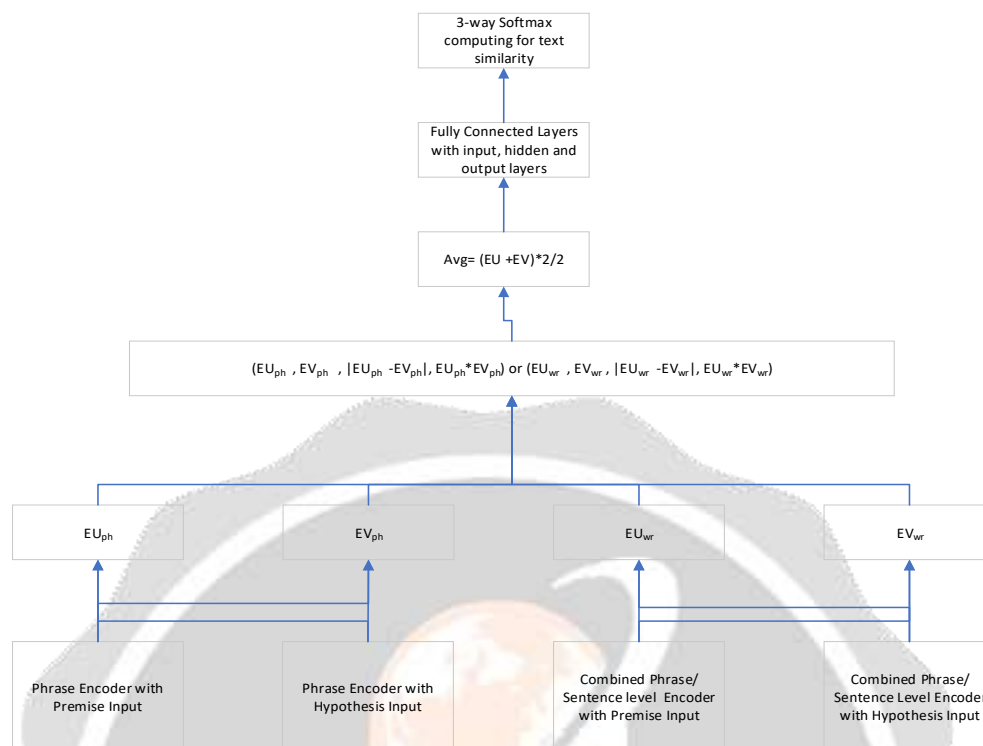 3-way Softmax
computing for text
similarity
Fully Connected Layers
with input, hidden and
output layers
Avg= (EU +EV)*2/2
(EUph , EVph , |EUph -EVph|, EUph*EVph) or (EUwr , EVwr , |EUwr -EVwr|, EUwr*EVwr)
EUph
EVph
EUwr
EVwr
Phrase Encoder with
Premise Input
Phrase Encoder with
Hypothesis Input
Combined Phrase/
Sentence level Encoder
with Premise Input
Combined Phrase/
Sentence Level Encoder
with Hypothesis Input